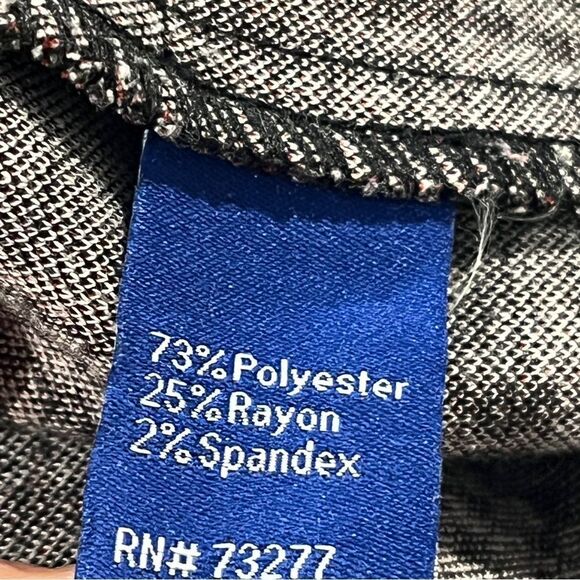 73% Polyester
25% Rayon
2% Spandex
RN# 73277